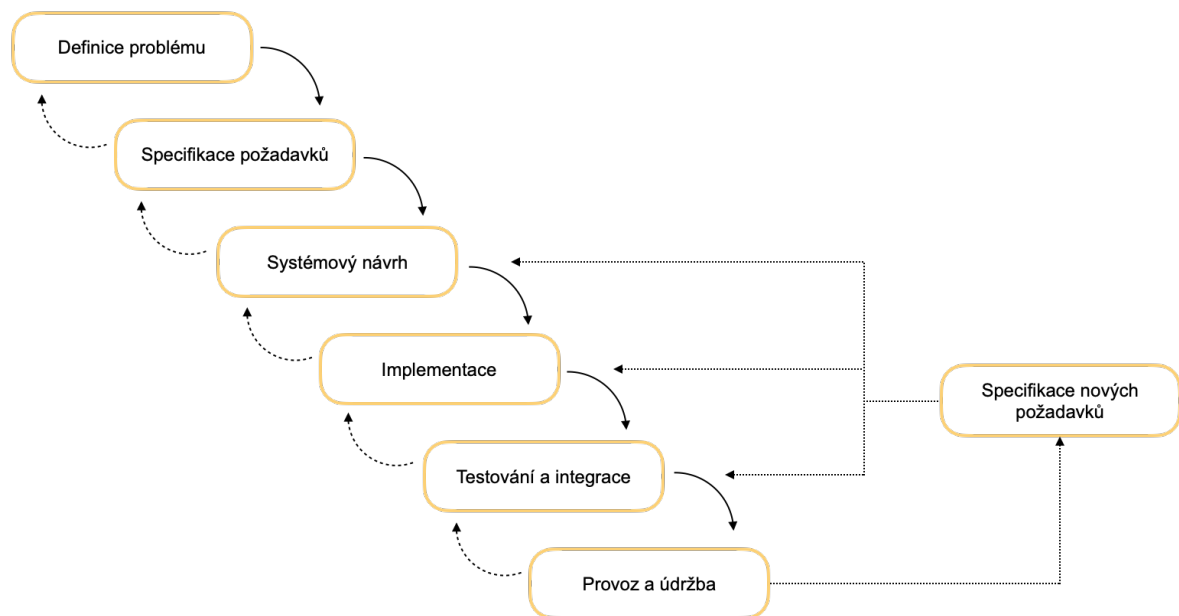 Definice problému
Specifikace požadavků
Systémový návrh
Implementace
Specifikace nových
požadavků
Testování a integrace
Provoz a údržba